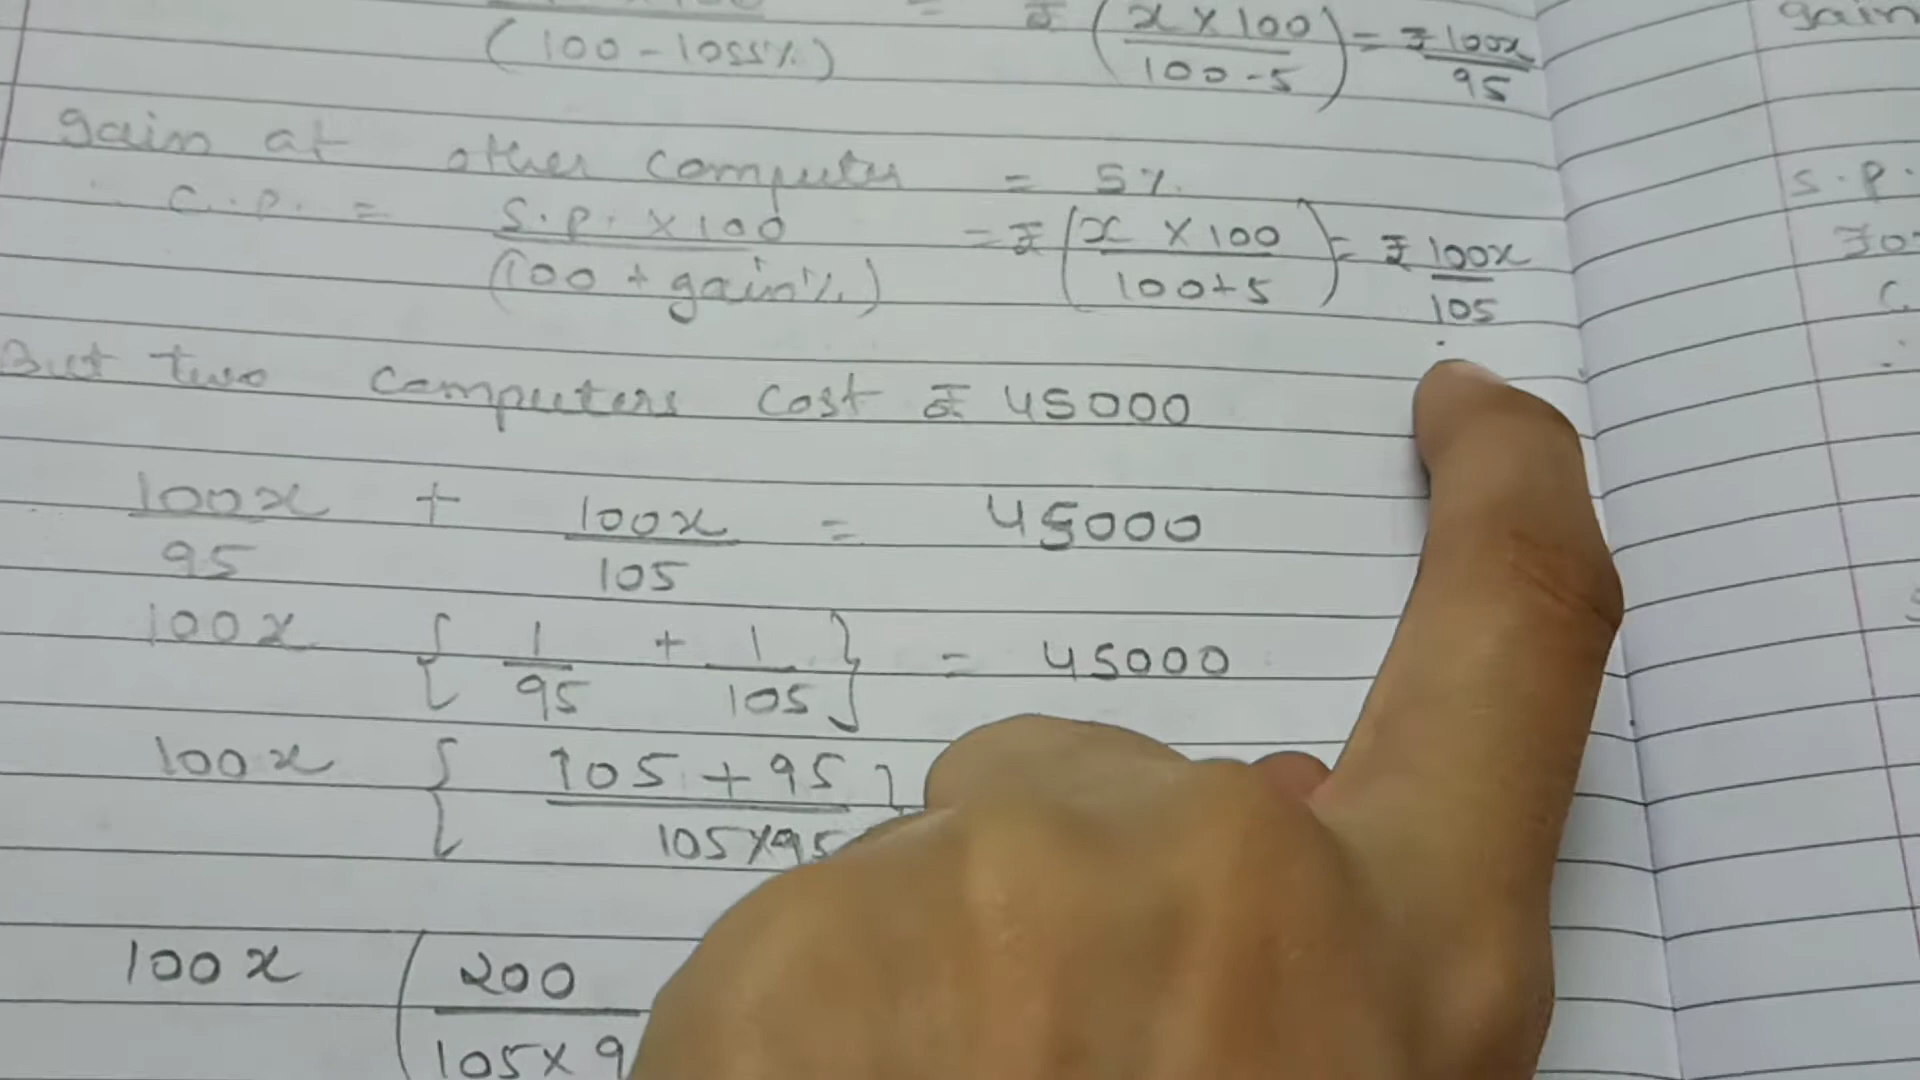 (100 - loss%) = ₹ (x × 100 / 100 - 5) = ₹ 100x / 95
gain at other computer = 5%
C.P. = S.P. × 100 / (100 + gain%) = ₹ (x × 100 / 100 + 5) = ₹ 100x / 105
But two computers cost ₹ 45000
100x / 95 + 100x / 105 = 45000
100x { 1 / 95 + 1 / 105 } = 45000
100x { 105 + 95 / 105 × 95 }
100x ( 200 / 105 × 9
gain
S.P.
C.